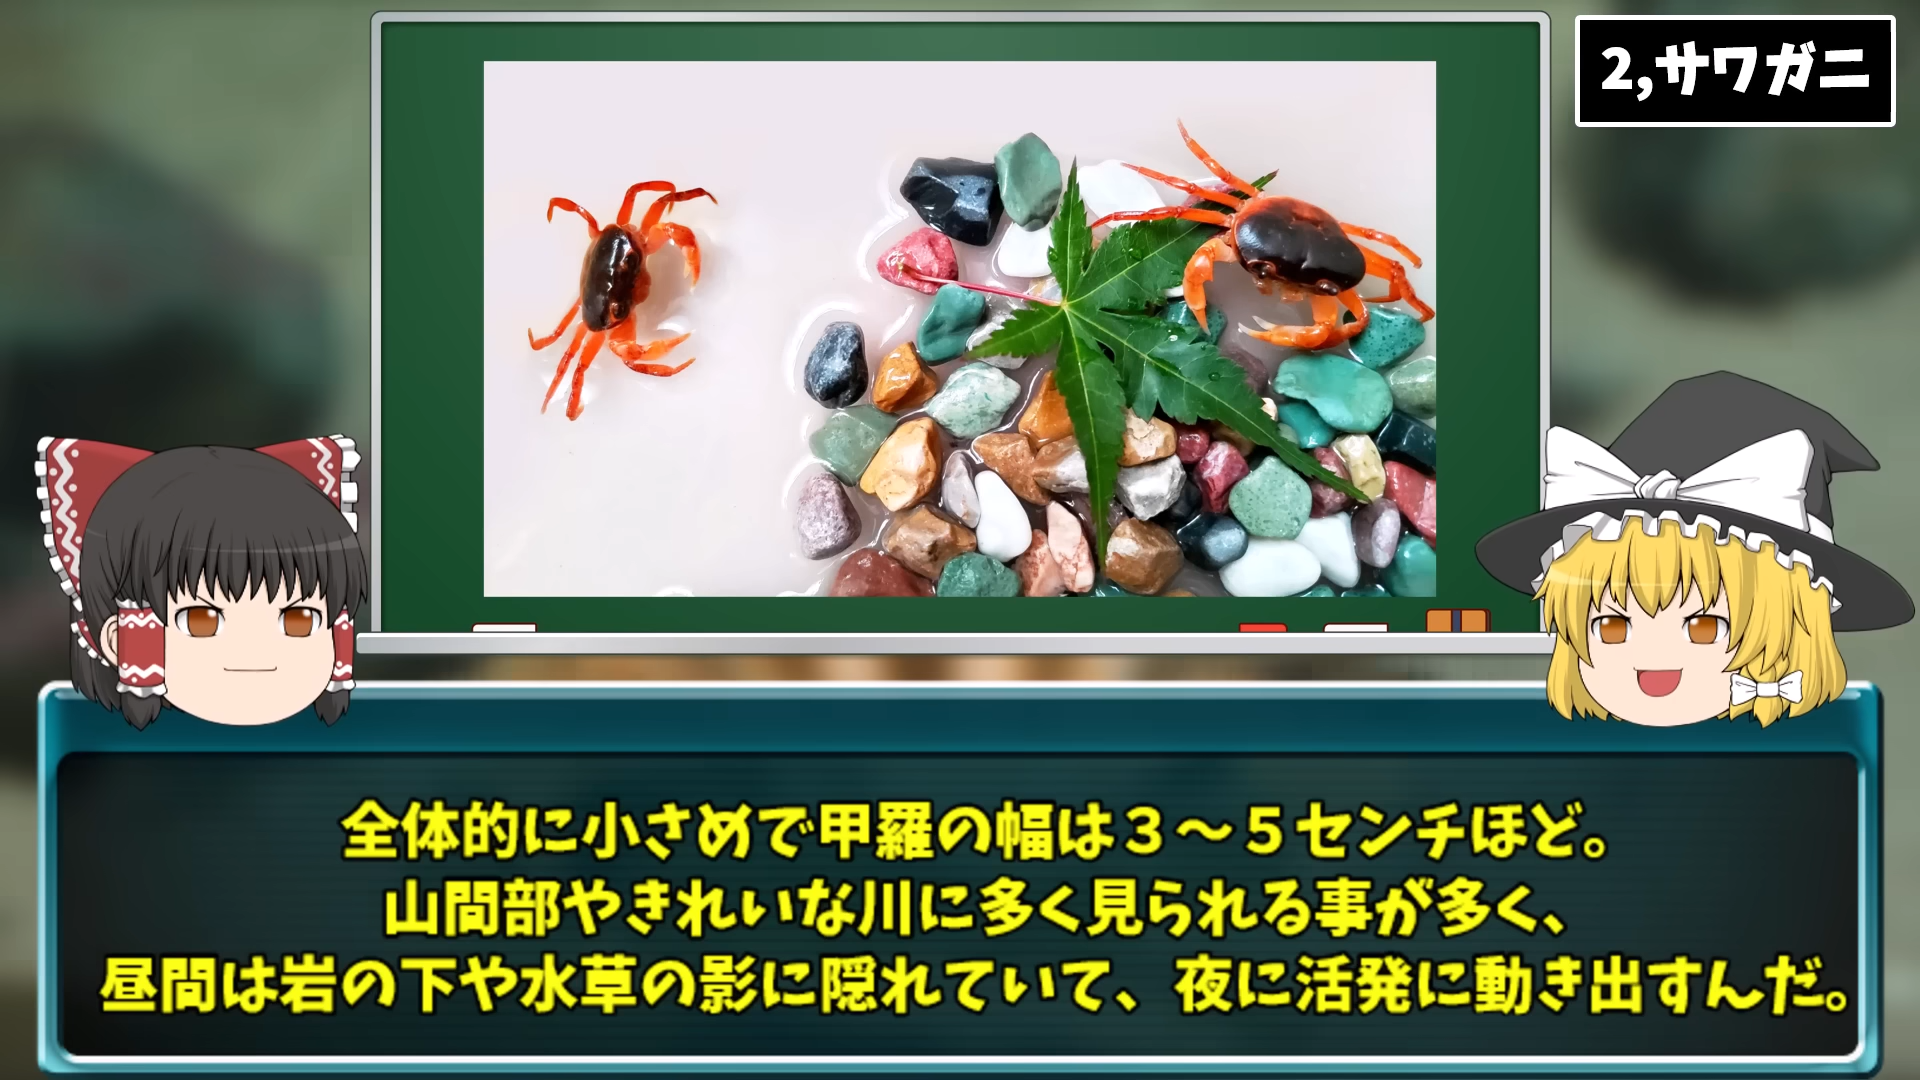 2,サワガニ
全体的に小さめで甲羅の幅は３～５センチほど。
山間部やきれいな川に多く見られる事が多く、
昼間は岩の下や水草の影に隠れていて、夜に活発に動き出すんだ。